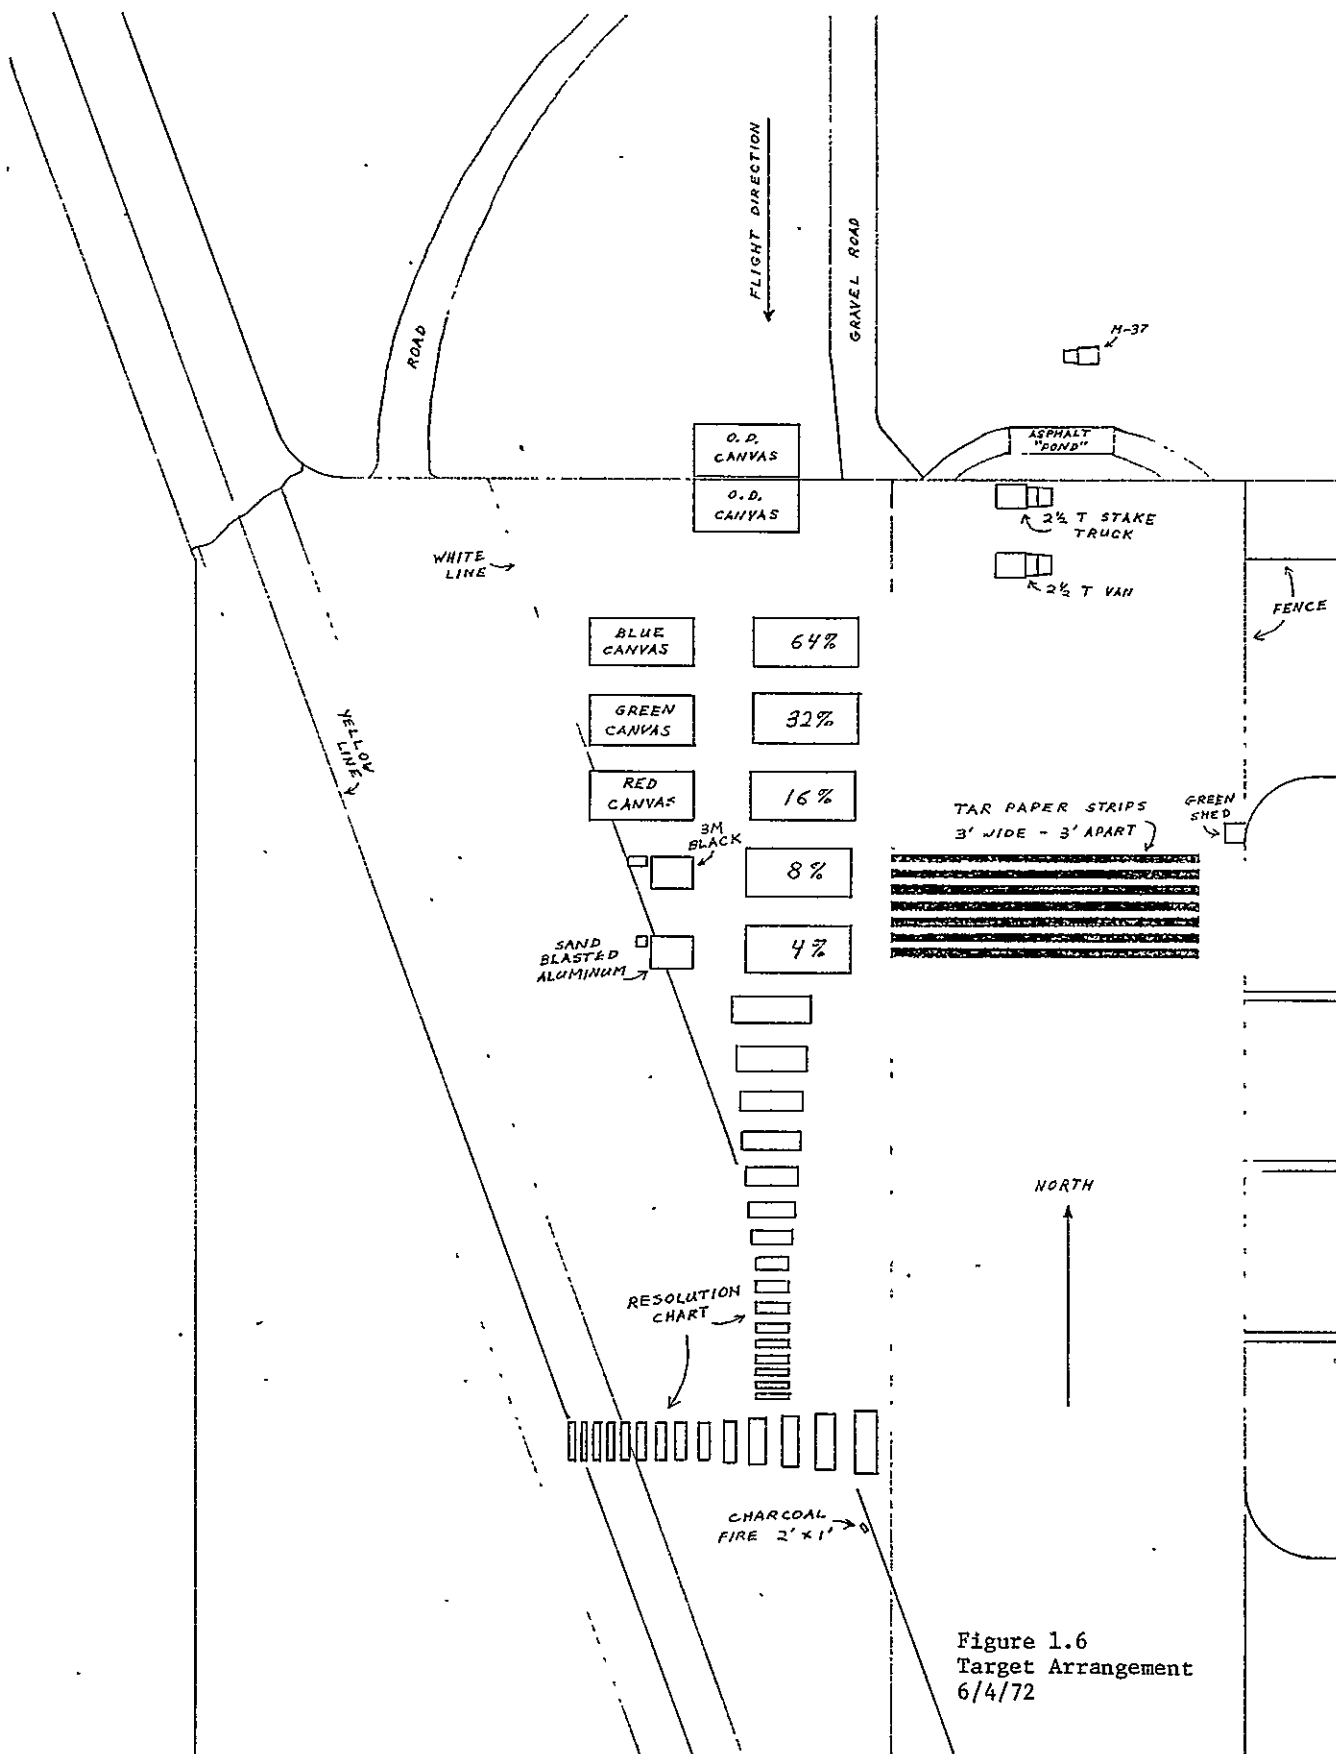 FLIGHT DIRECTION
GRAVEL ROAD
ROAD
M-37
O.D.
CANVAS
ASPHALT
"POND"
O.D.
CANVAS
2½ T STAKE
TRUCK
WHITE
LINE
2½ T VAN
FENCE
BLUE
CANVAS
64%
GREEN
CANVAS
32%
YELLOW
LINE
RED
CANVAS
16%
TAR PAPER STRIPS
3' WIDE - 3' APART
GREEN
SHED
3M
BLACK
8%
SAND
BLASTED
ALUMINUM
4%
NORTH
RESOLUTION
CHART
CHARCOAL
FIRE 2' x 1'
Figure 1.6
Target Arrangement
6/4/72